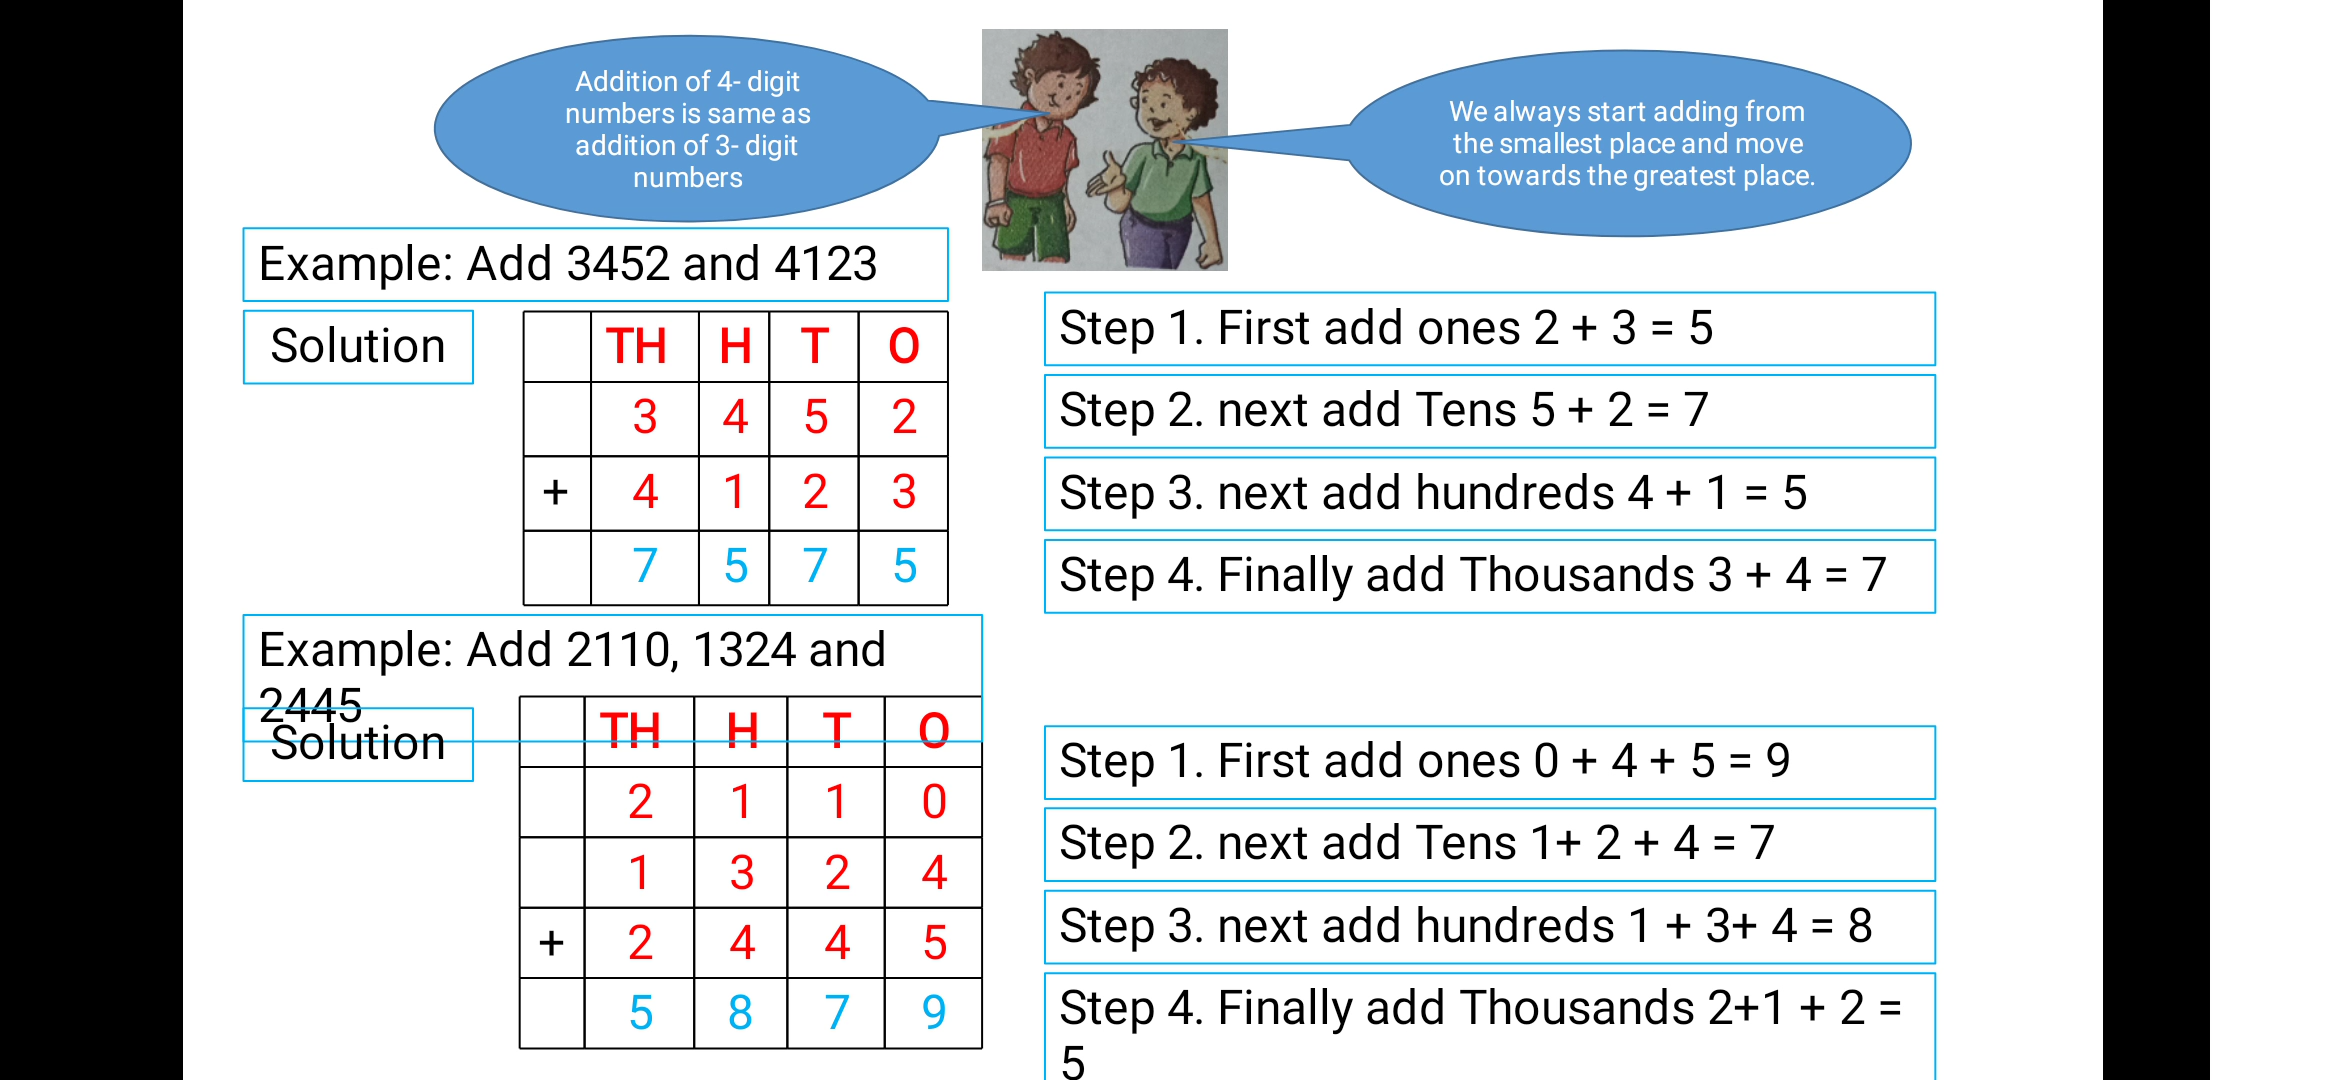 Addition of 4- digit
numbers is same as
addition of 3- digit
numbers
We always start adding from
the smallest place and move
on towards the greatest place.
Example: Add 3452 and 4123
Solution
TH H T O
3 4 5 2
+ 4 1 2 3
7 5 7 5
Step 1. First add ones 2 + 3 = 5
Step 2. next add Tens 5 + 2 = 7
Step 3. next add hundreds 4 + 1 = 5
Step 4. Finally add Thousands 3 + 4 = 7
Example: Add 2110, 1324 and
2445
Solution
TH H T O
2 1 1 0
1 3 2 4
+ 2 4 4 5
5 8 7 9
Step 1. First add ones 0 + 4 + 5 = 9
Step 2. next add Tens 1+ 2 + 4 = 7
Step 3. next add hundreds 1 + 3+ 4 = 8
Step 4. Finally add Thousands 2+1 + 2 =
5